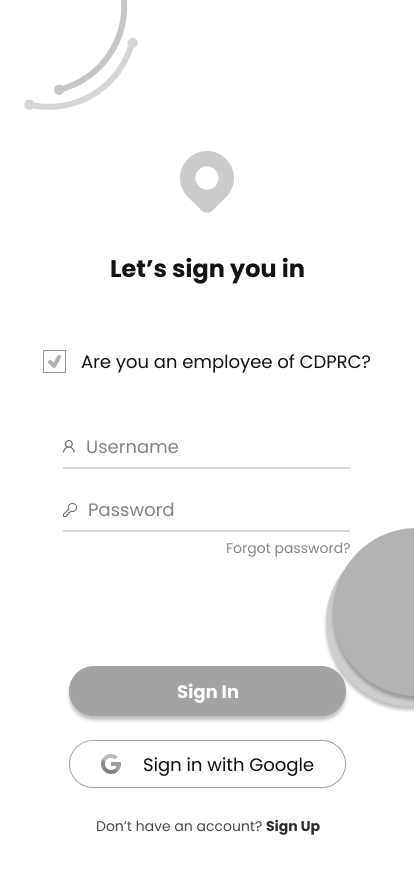 Let’s sign you in
Are you an employee of CDPRC?
Username
Password
Forgot password?
Sign In
Sign in with Google
Don’t have an account? Sign Up